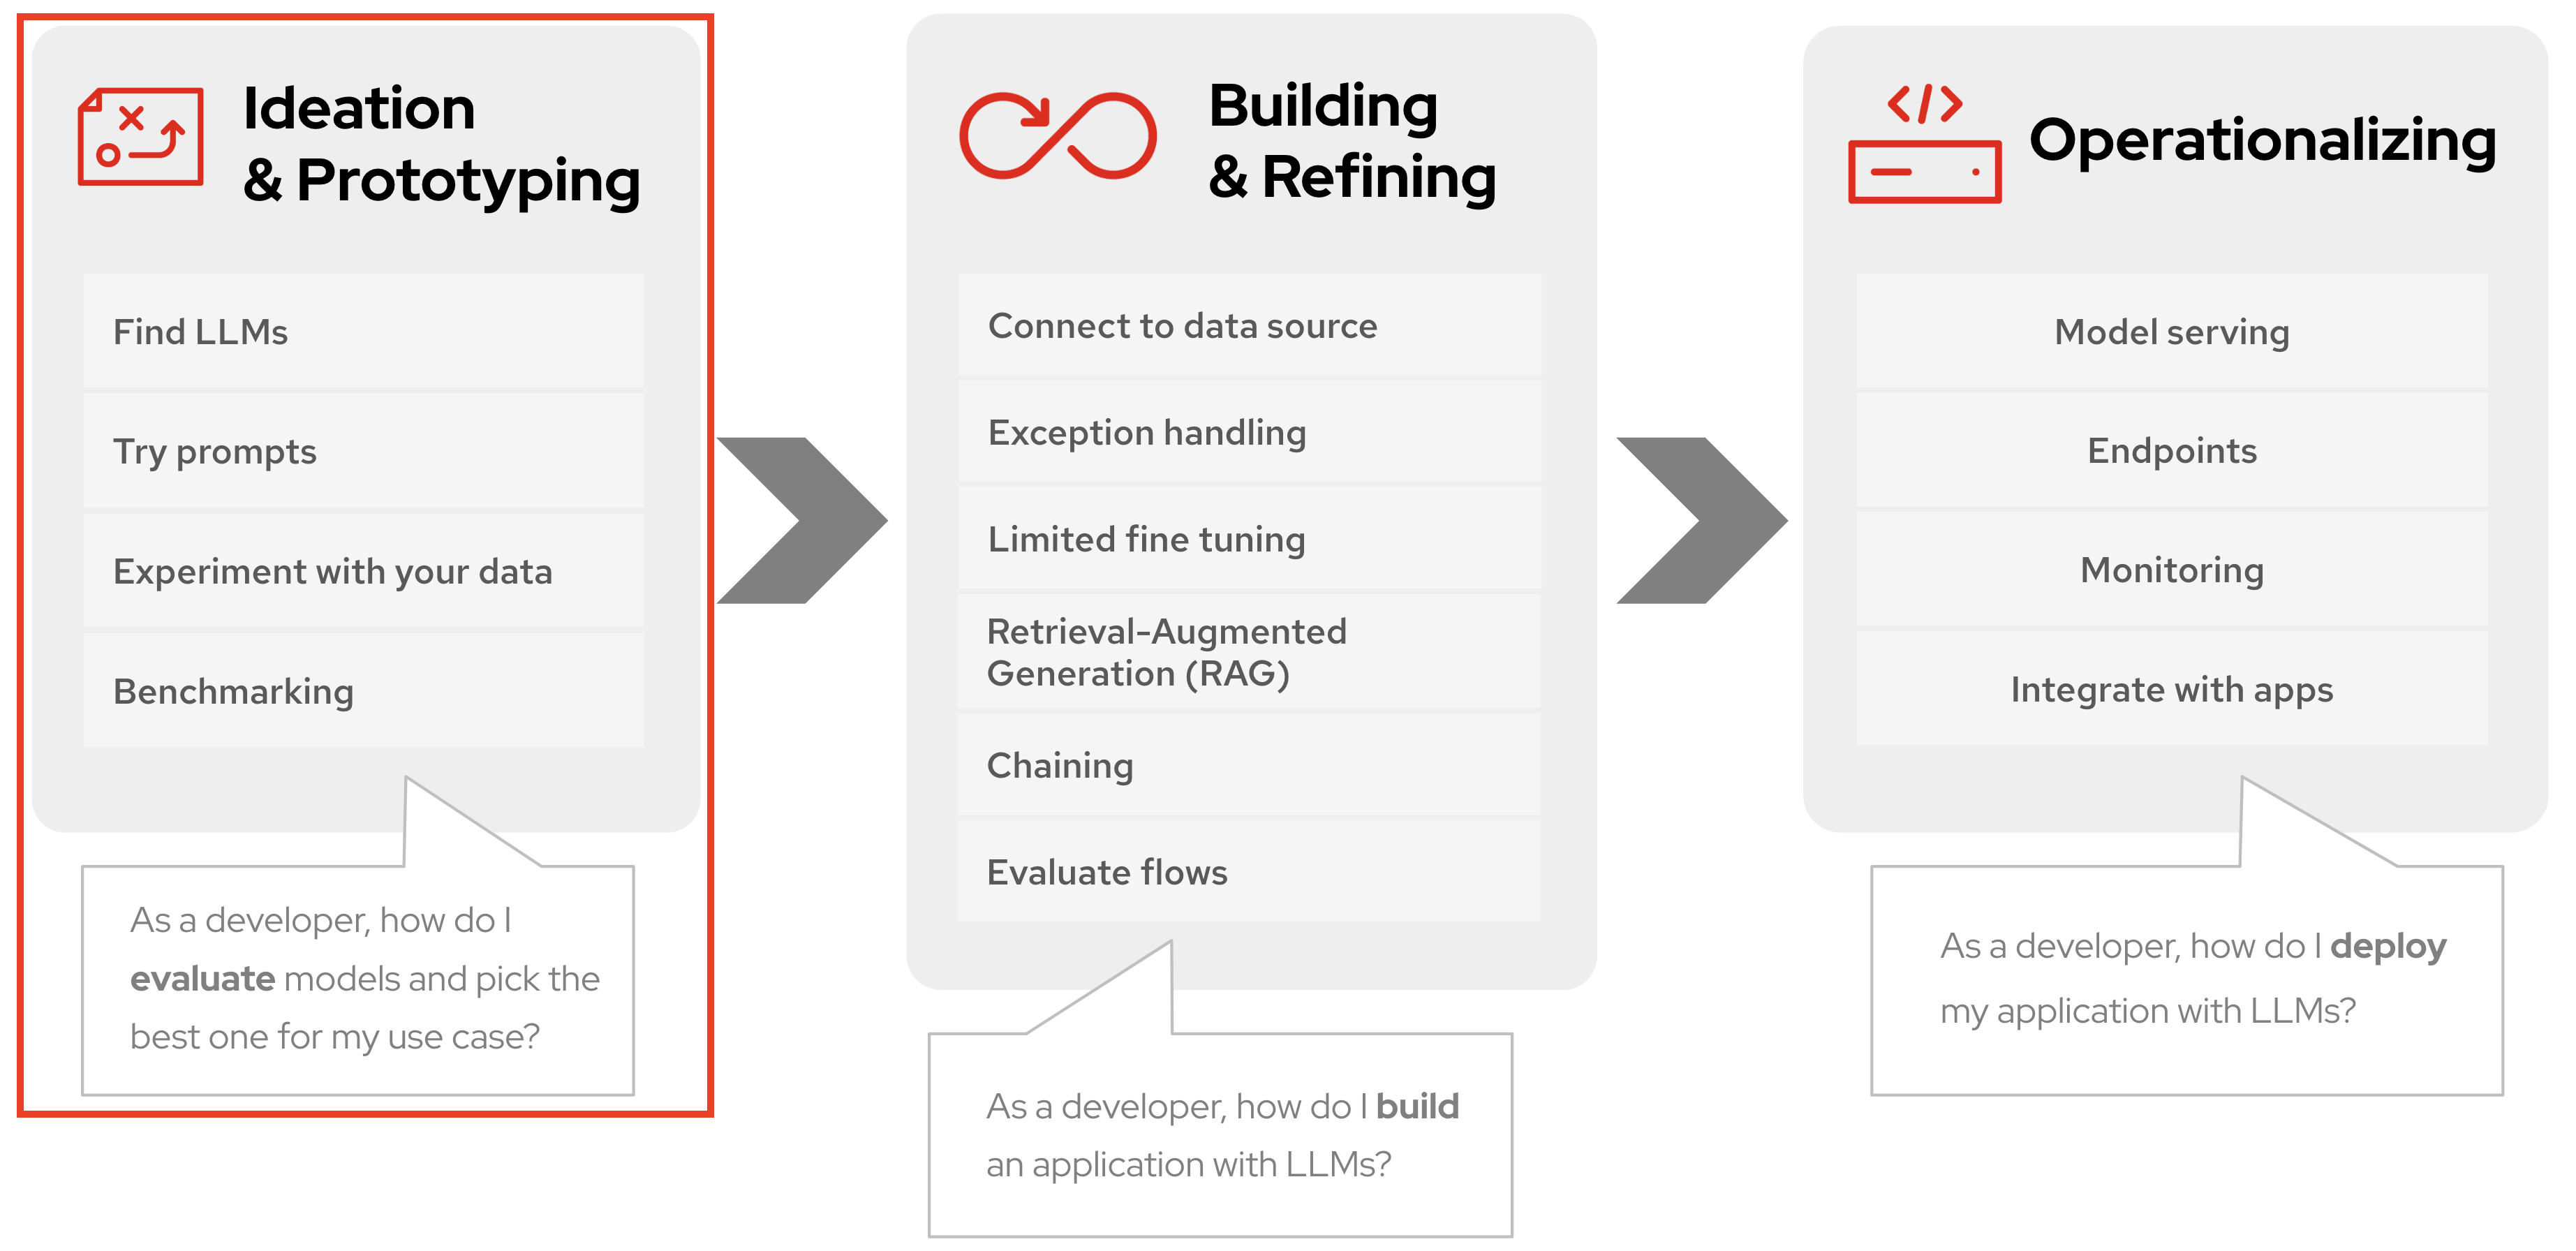 Ideation
& Prototyping
Find LLMs
Try prompts
Experiment with your data
Benchmarking
As a developer, how do I
evaluate models and pick the
best one for my use case?
Building
& Refining
Connect to data source
Exception handling
Limited fine tuning
Retrieval-Augmented
Generation (RAG)
Chaining
Evaluate flows
As a developer, how do I build
an application with LLMs?
Operationalizing
Model serving
Endpoints
Monitoring
Integrate with apps
As a developer, how do I deploy
my application with LLMs?